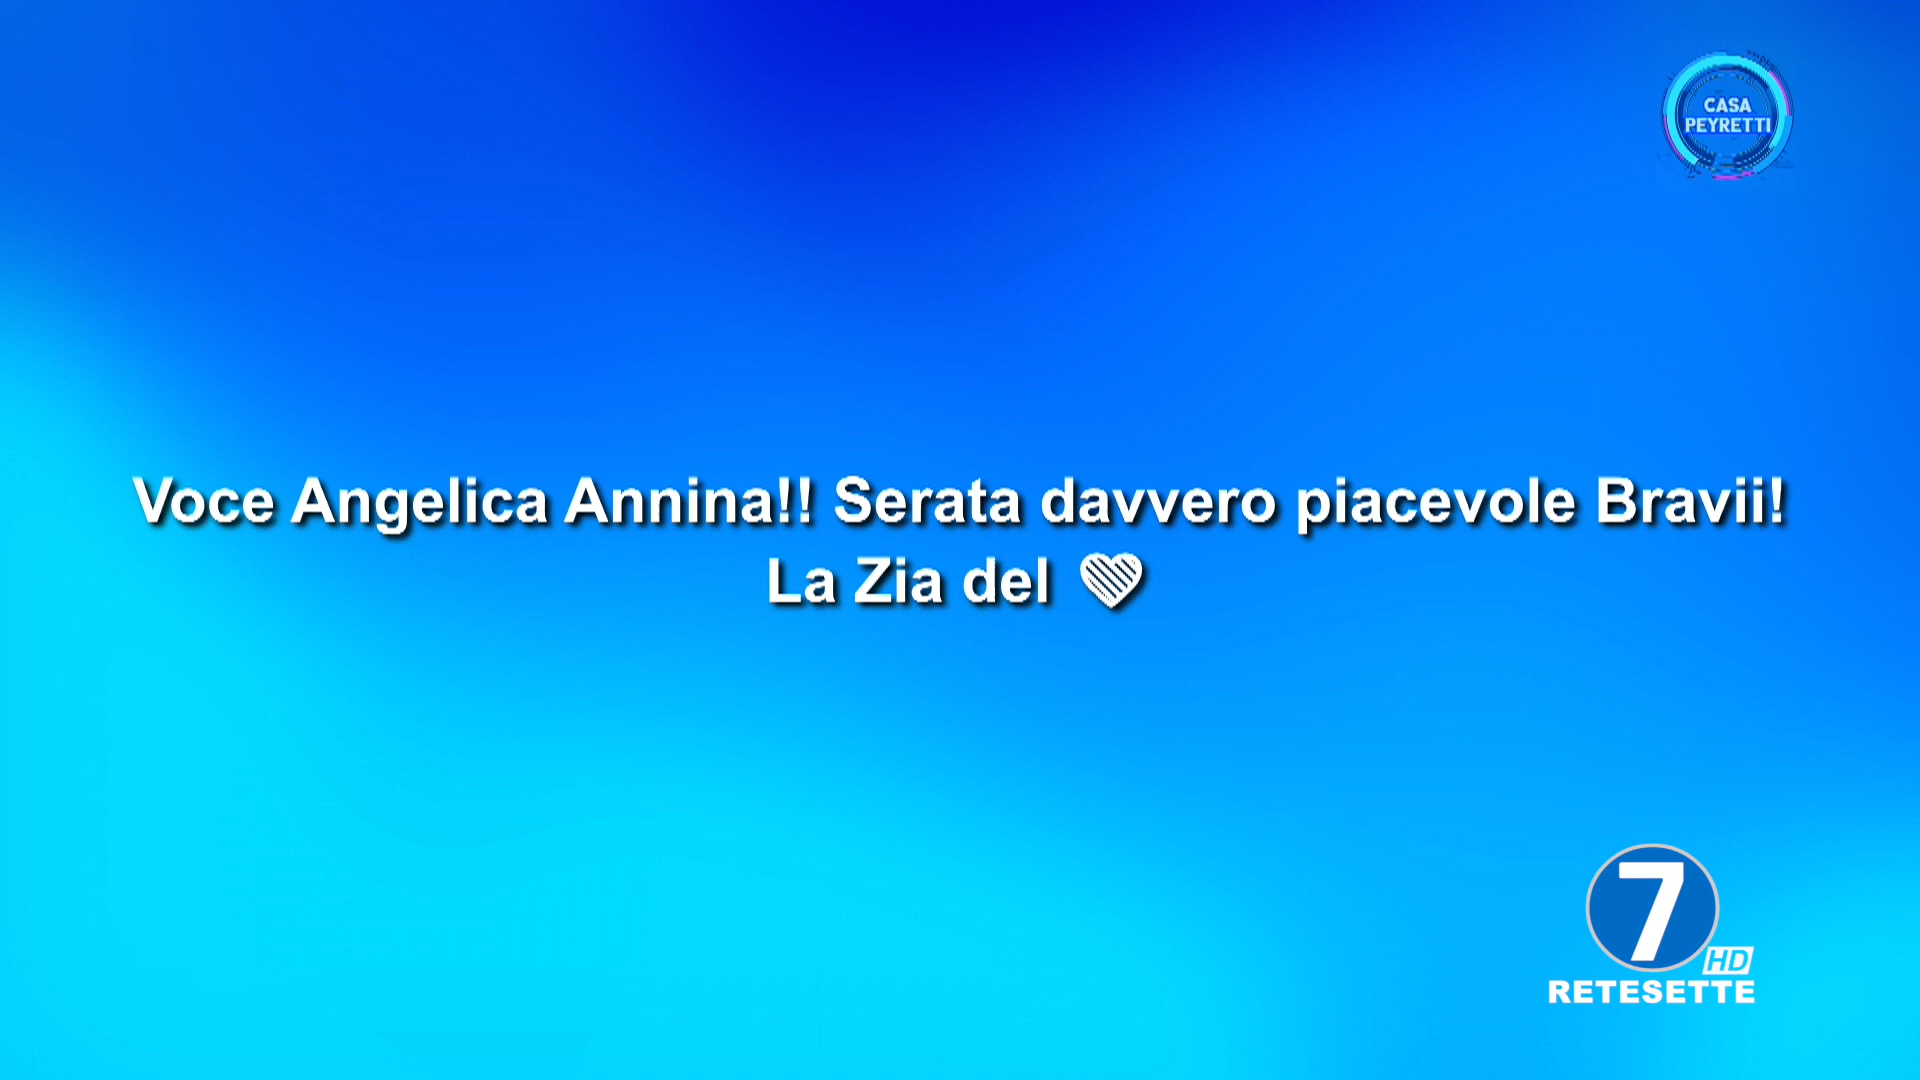 CASA
PEYRETTI
Voce Angelica Annina!! Serata davvero piacevole Bravii!
La Zia del 
7
HD
RETESETTE